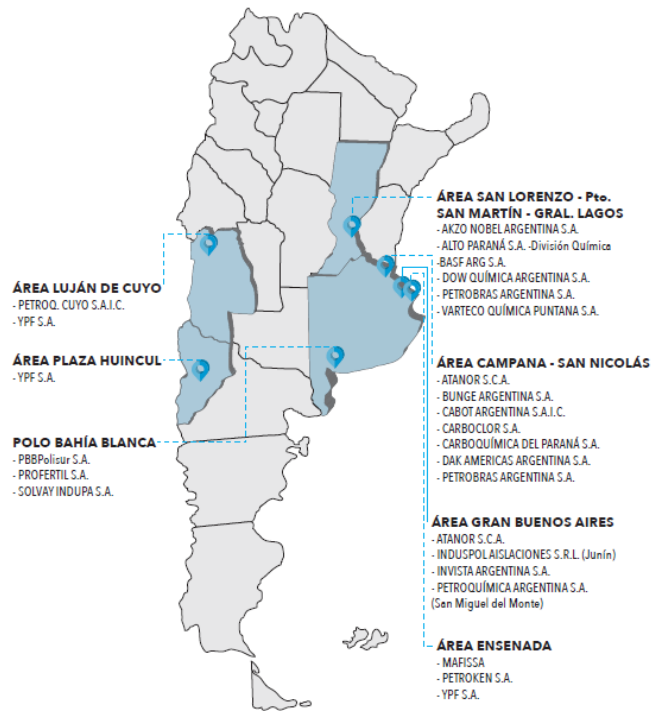 ÁREA LUJÁN DE CUYO
- PETROQ. CUYO S.A.I.C.
- YPF S.A.
ÁREA PLAZA HUINCUL
- YPF S.A.
POLO BAHÍA BLANCA
- PBBPolisur S.A.
- PROFERTIL S.A.
- SOLVAY INDUPA S.A.
ÁREA SAN LORENZO - Pto.
SAN MARTÍN - GRAL. LAGOS
- AKZO NOBEL ARGENTINA S.A.
- ALTO PARANÁ S.A. -División Química
-BASF ARG S.A.
- DOW QUÍMICA ARGENTINA S.A.
- PETROBRAS ARGENTINA S.A.
- VARTECO QUÍMICA PUNTANA S.A.
ÁREA CAMPANA - SAN NICOLÁS
- ATANOR S.C.A.
- BUNGE ARGENTINA S.A.
- CABOT ARGENTINA S.A.I.C.
- CARBOCLOR S.A.
- CARBOQUÍMICA DEL PARANÁ S.A.
- DAK AMERICAS ARGENTINA S.A.
- PETROBRAS ARGENTINA S.A.
ÁREA GRAN BUENOS AIRES
- ATANOR S.C.A.
- INDUSPOL AISLACIONES S.R.L. (Junín)
- INVISTA ARGENTINA S.A.
- PETROQUÍMICA ARGENTINA S.A.
(San Miguel del Monte)
ÁREA ENSENADA
- MAFISSA
- PETROKEN S.A.
- YPF S.A.